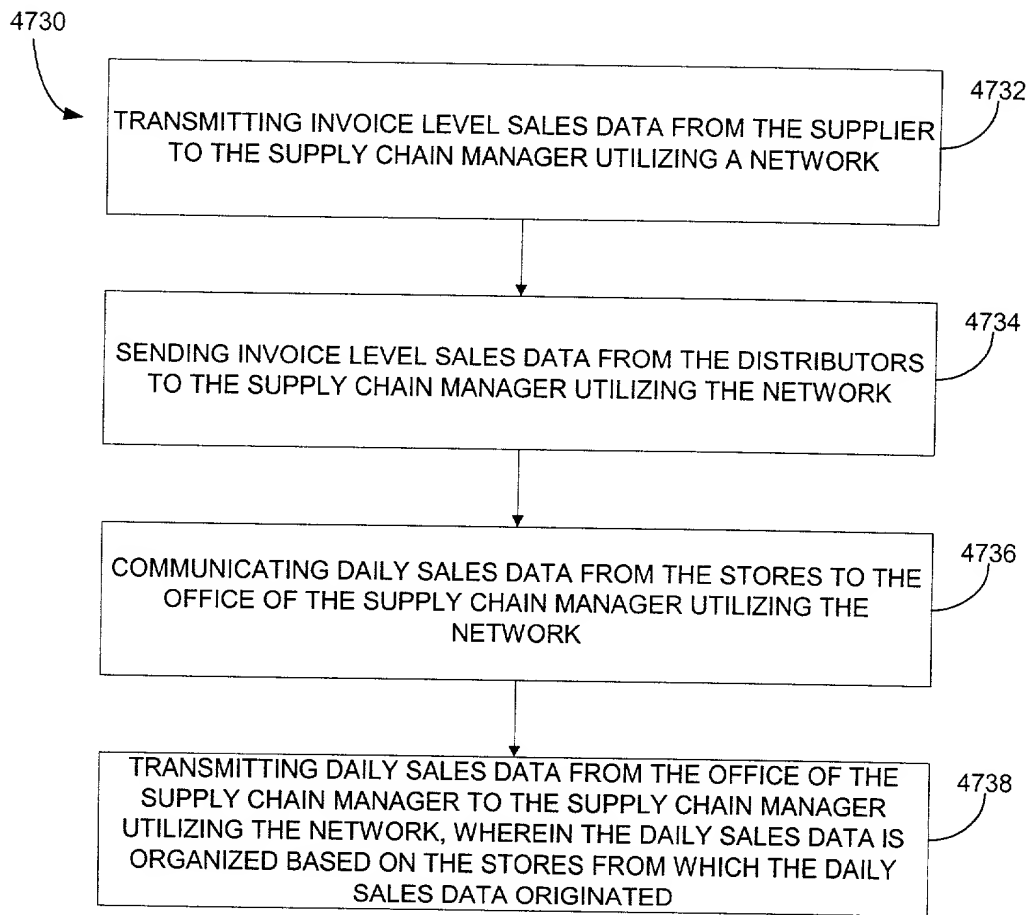 4730
4732
TRANSMITTING INVOICE LEVEL SALES DATA FROM THE SUPPLIER
TO THE SUPPLY CHAIN MANAGER UTILIZING A NETWORK
4734
SENDING INVOICE LEVEL SALES DATA FROM THE DISTRIBUTORS
TO THE SUPPLY CHAIN MANAGER UTILIZING THE NETWORK
4736
COMMUNICATING DAILY SALES DATA FROM THE STORES TO THE
OFFICE OF THE SUPPLY CHAIN MANAGER UTILIZING THE
NETWORK
4738
TRANSMITTING DAILY SALES DATA FROM THE OFFICE OF THE
SUPPLY CHAIN MANAGER TO THE SUPPLY CHAIN MANAGER
UTILIZING THE NETWORK, WHEREIN THE DAILY SALES DATA IS
ORGANIZED BASED ON THE STORES FROM WHICH THE DAILY
SALES DATA ORIGINATED